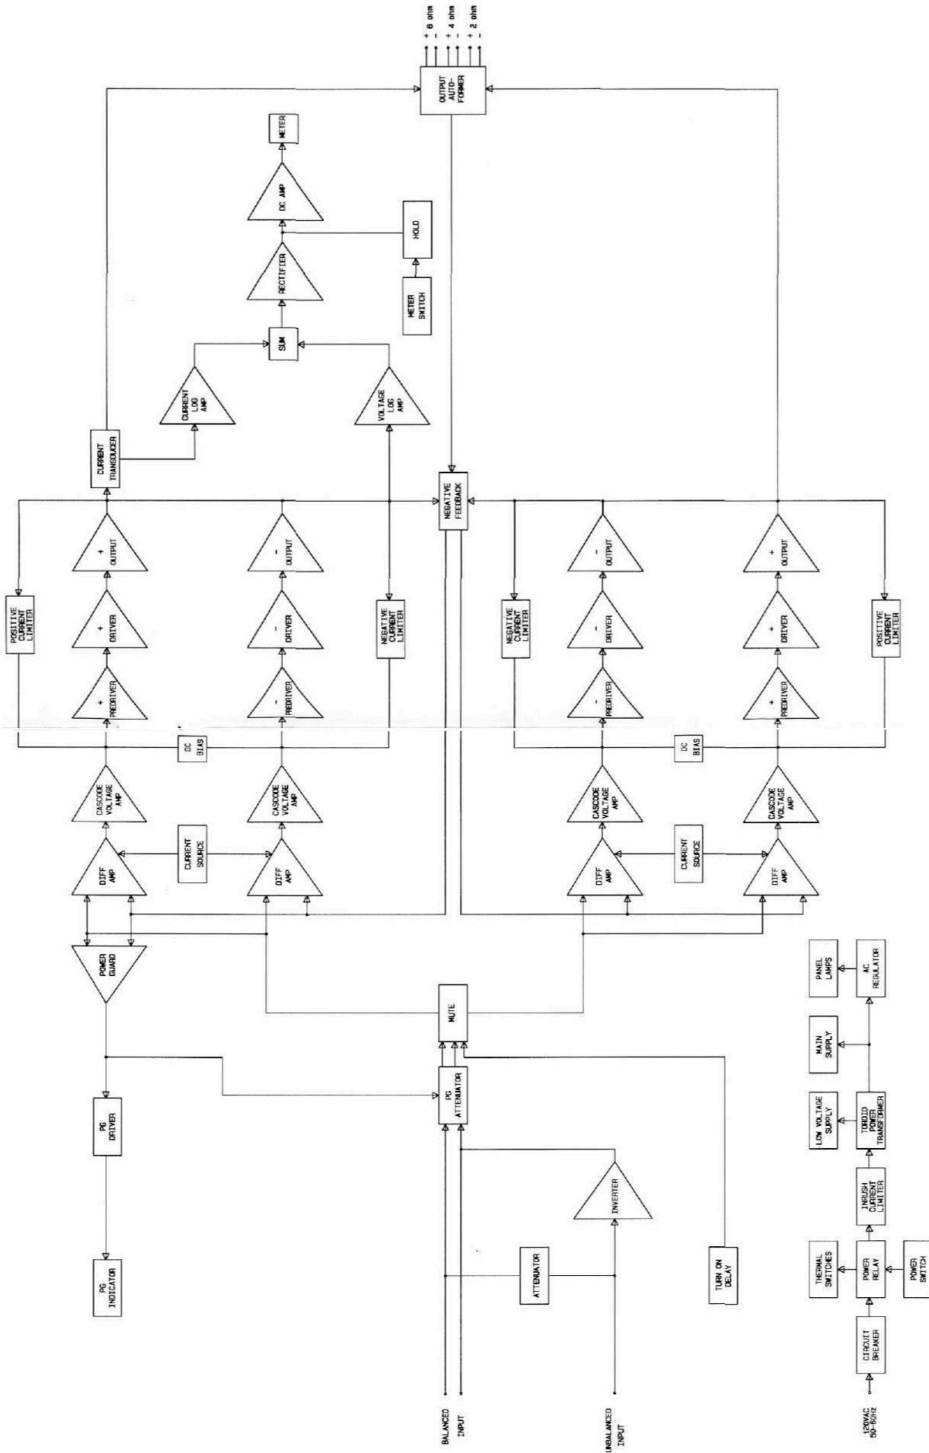 PG
INDICATOR
PG
DRIVER
POWER
GUARD
DIFF
AMP
CASCODE
VOLTAGE
AMP
+
PREDRIVER
+
DRIVER
+
OUTPUT
POSITIVE
CURRENT
LIMITER
CURRENT
TRANSDUCER
CURRENT
SOURCE
DC
BIAS
CURRENT
LOG
AMP
DIFF
AMP
CASCODE
VOLTAGE
AMP
-
PREDRIVER
-
DRIVER
-
OUTPUT
SUM
RECTIFIER
DC AMP
METER
NEGATIVE
CURRENT
LIMITER
VOLTAGE
LOG
AMP
METER
SWITCH
HOLD
BALANCED
INPUT
PG
ATTENUATOR
MUTE
NEGATIVE
FEEDBACK
OUTPUT
AUTO-
FORMER
+ 8 ohm
-
+ 4 ohm
-
+ 2 ohm
-
ATTENUATOR
UNBALANCED
INPUT
INVERTER
NEGATIVE
CURRENT
LIMITER
DIFF
AMP
CASCODE
VOLTAGE
AMP
-
PREDRIVER
-
DRIVER
-
OUTPUT
CURRENT
SOURCE
DC
BIAS
TURN ON
DELAY
DIFF
AMP
CASCODE
VOLTAGE
AMP
+
PREDRIVER
+
DRIVER
+
OUTPUT
POSITIVE
CURRENT
LIMITER
THERMAL
SWITCHES
LOW VOLTAGE
SUPPLY
MAIN
SUPPLY
PANEL
LAMPS
120VAC
50-60HZ
CIRCUIT
BREAKER
POWER
RELAY
INRUSH
CURRENT
LIMITER
TOROID
POWER
TRANSFORMER
AC
REGULATOR
POWER
SWITCH